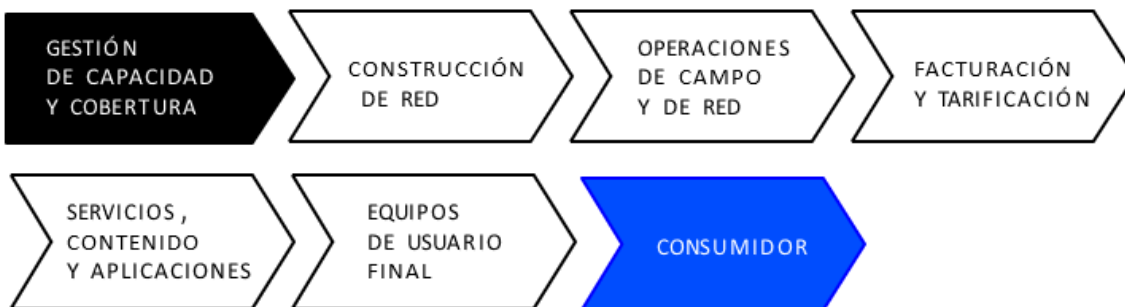 GESTIÓN
DE CAPACIDAD
Y COBERTURA
CONSTRUCCIÓN
DE RED
OPERACIONES
DE CAMPO
Y DE RED
FACTURACIÓN
Y TARIFICACIÓN
SERVICIOS,
CONTENIDO
Y APLICACIONES
EQUIPOS
DE USUARIO
FINAL
CONSUMIDOR